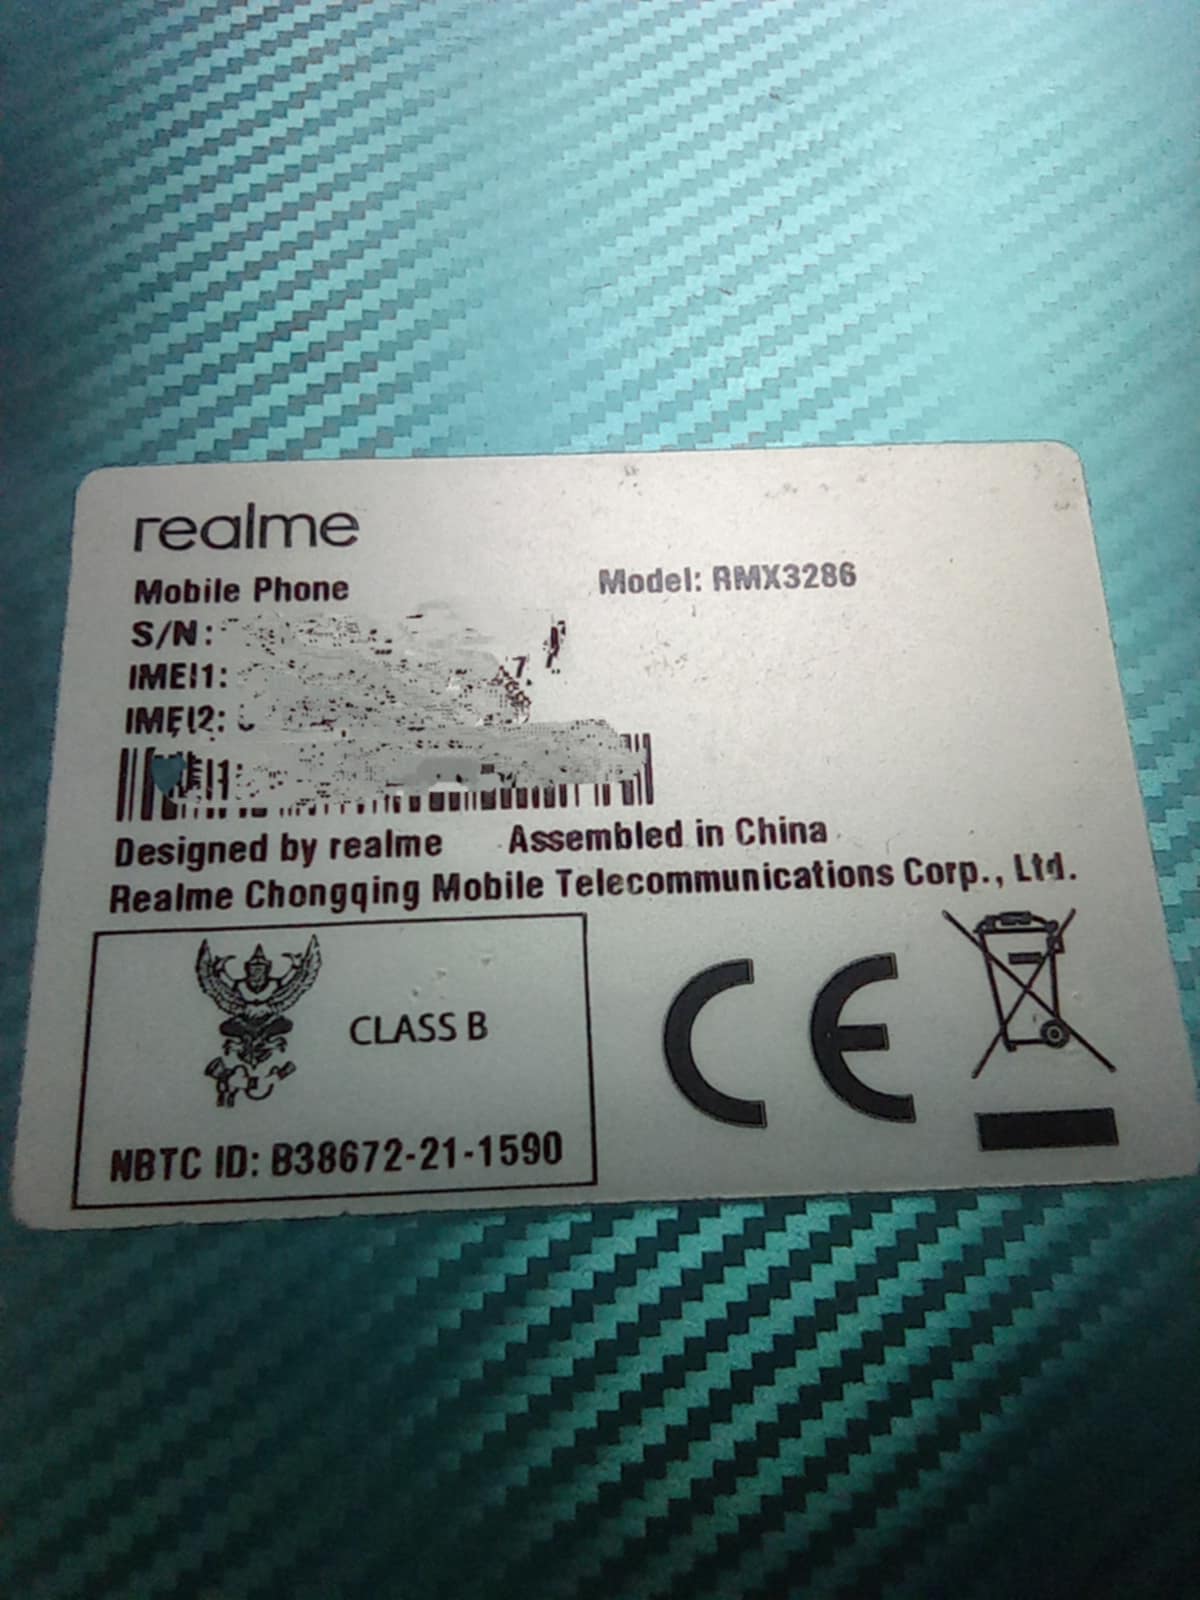 realme
Mobile Phone
Model: RMX3286
S/N:
IMEI1:
IMEI2:
Designed by realme Assembled in China
Realme Chongqing Mobile Telecommunications Corp., Ltd.
CLASS B
NBTC ID: B38672-21-1590
CE